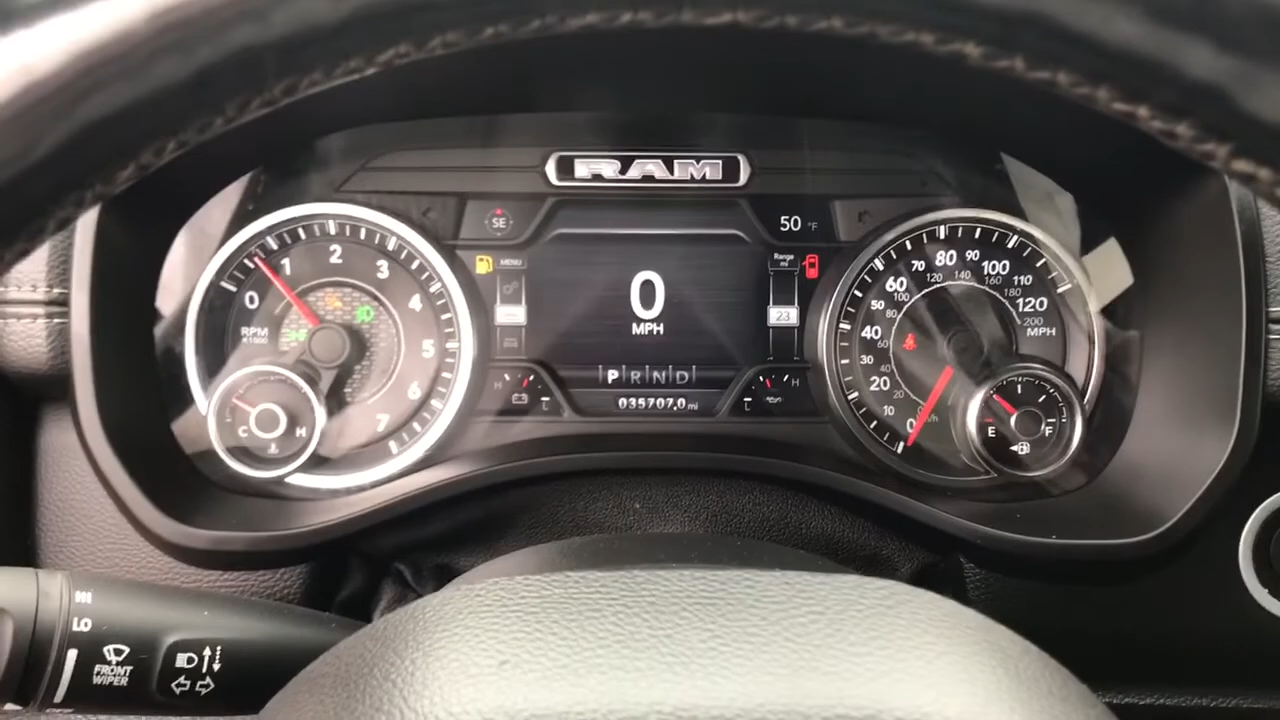 RAM
SE
50 °F
MENU
Range
mi
23
0
MPH
P R N D
035707.0 mi
H
L
H
L
0
1
2
3
4
5
6
7
RPM
X1000
C
H
0
10
20
30
40
50
60
70
80
90
100
110
120
MPH
20
40
60
80
100
120
140
160
180
200
E
F
LO
FRONT
WIPER